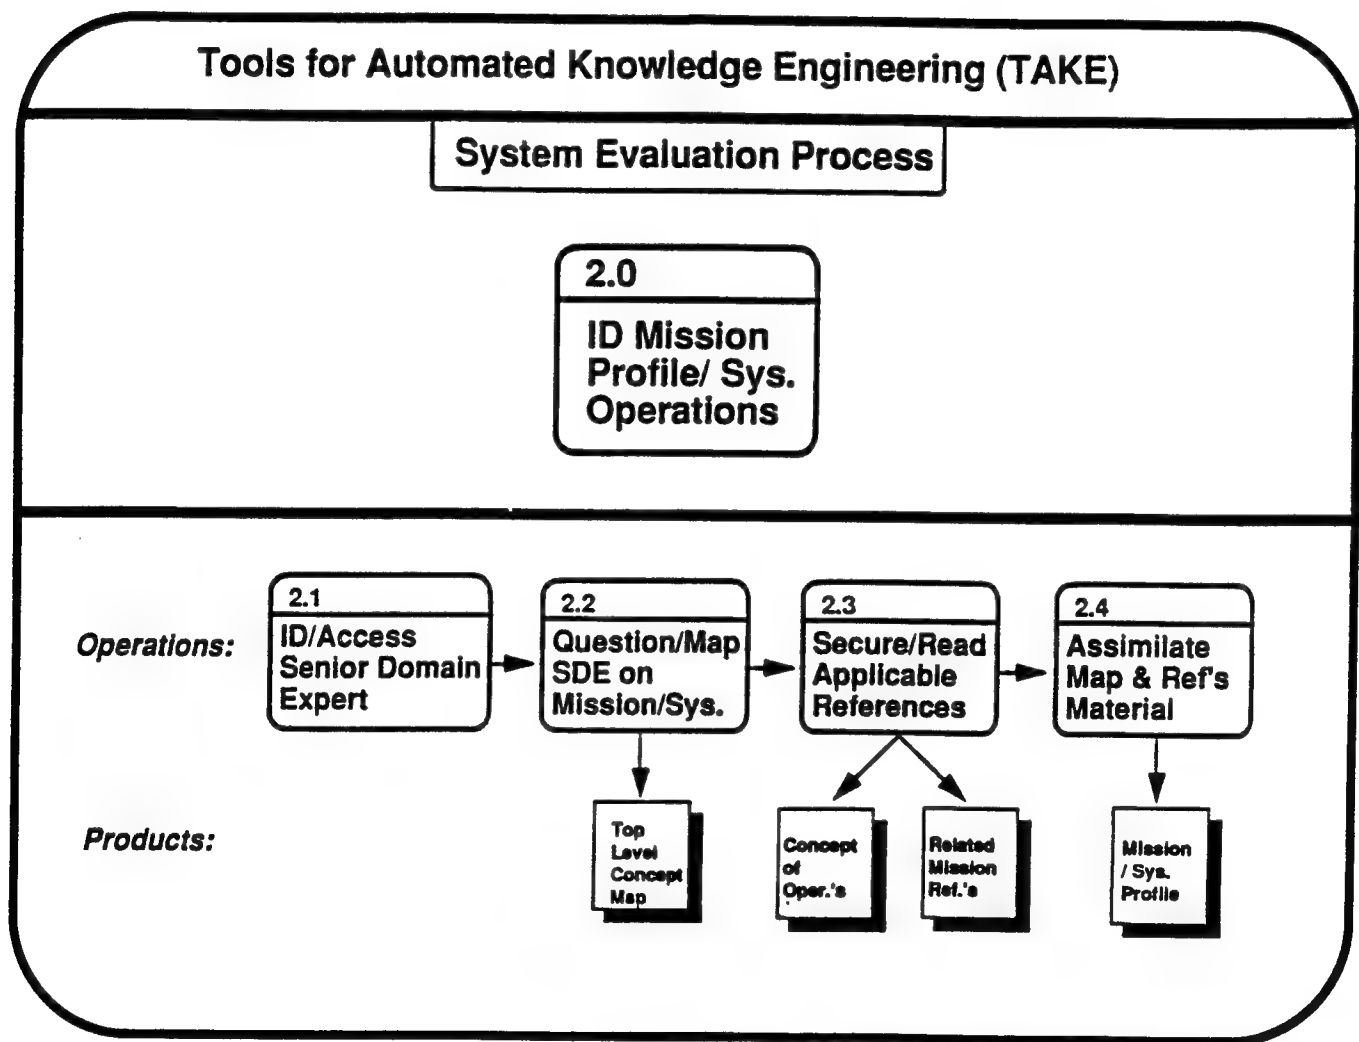 Tools for Automated Knowledge Engineering (TAKE)
System Evaluation Process
2.0
ID Mission
Profile/ Sys.
Operations
Operations:
2.1
ID/Access
Senior Domain
Expert
2.2
Question/Map
SDE on
Mission/Sys.
2.3
Secure/Read
Applicable
References
2.4
Assimilate
Map & Ref's
Material
Products:
Top
Level
Concept
Map
Concept
of
Oper.'s
Related
Mission
Ref.'s
Mission
/ Sys.
Profile